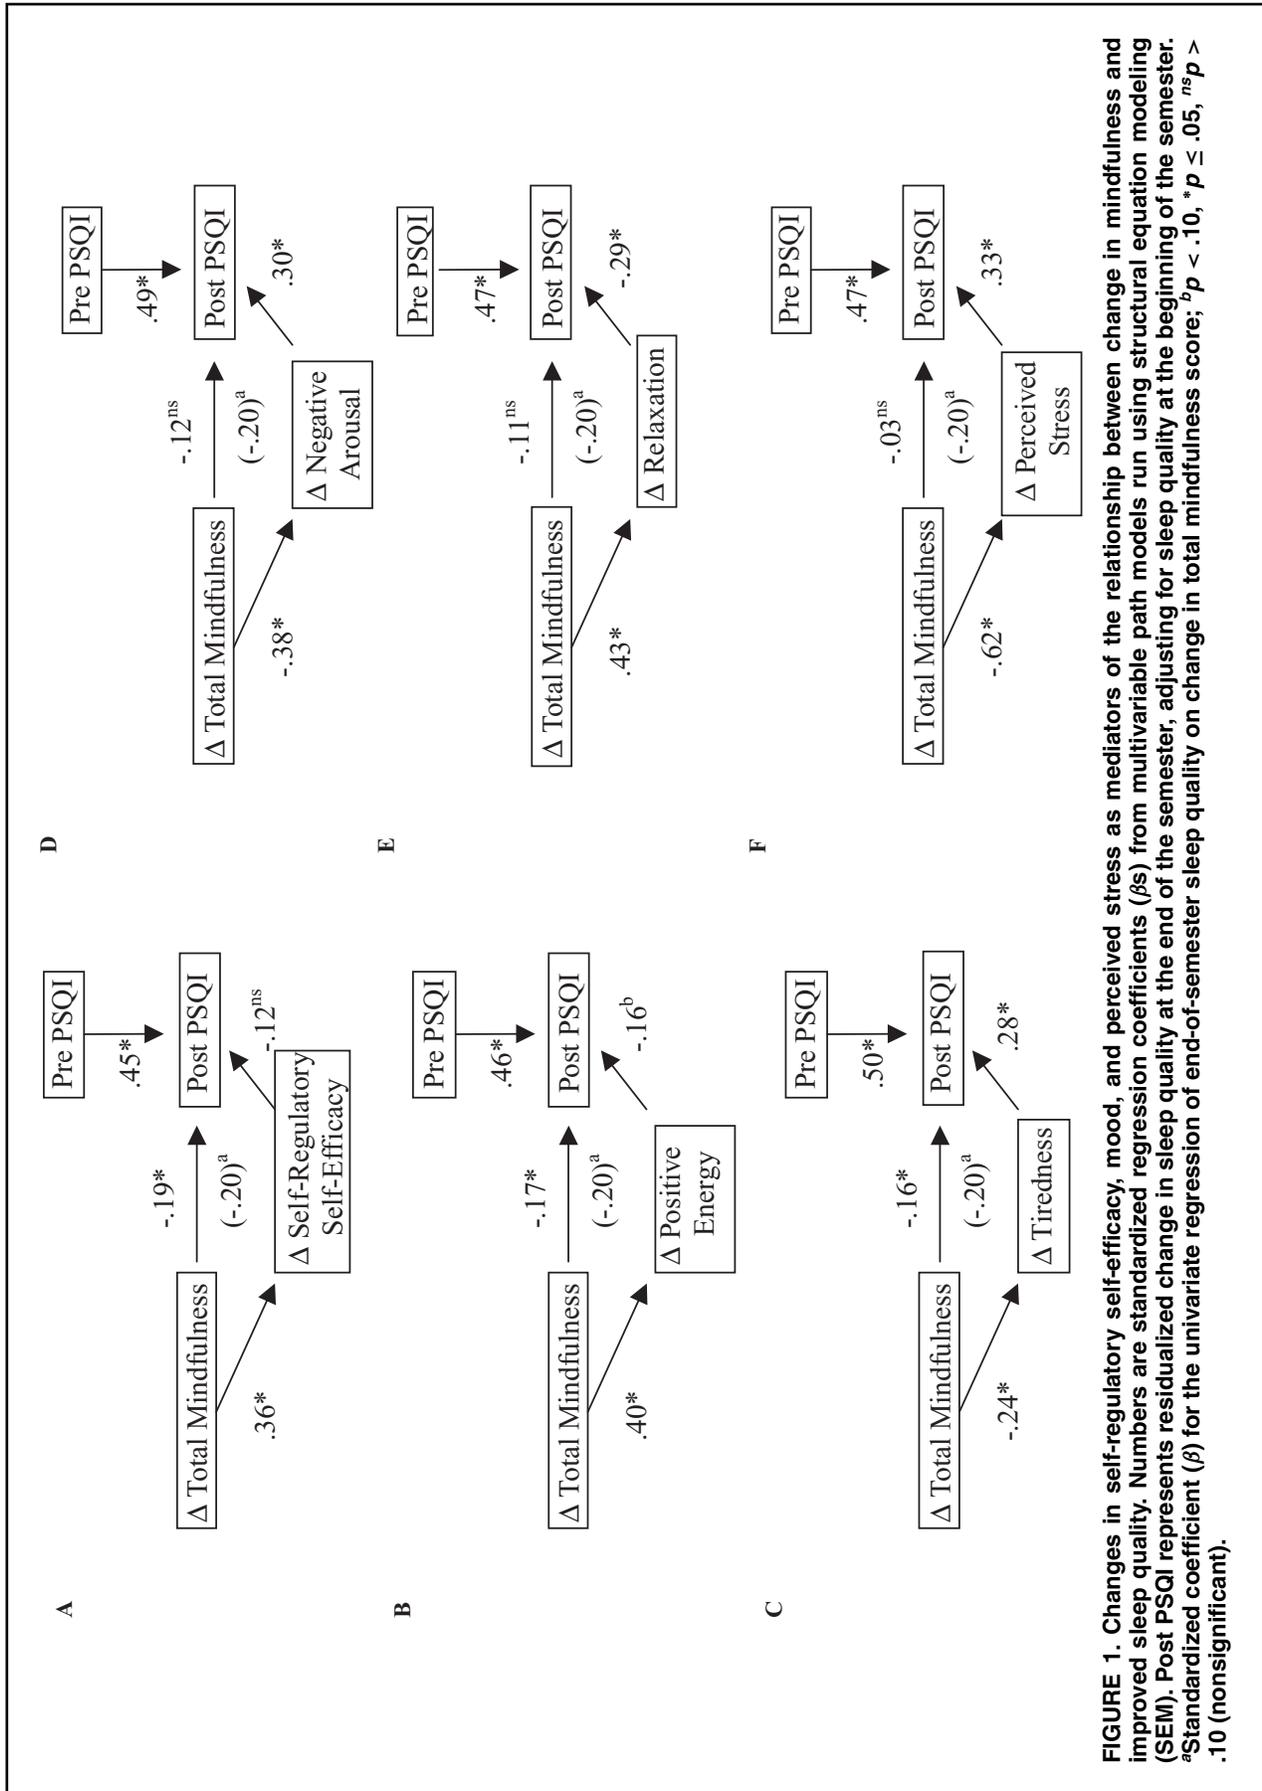 A
Pre PSQI
.45*
Δ Total Mindfulness
-.19*
(-.20)a
Post PSQI
.36*
Δ Self-Regulatory
Self-Efficacy
-.12ns
B
Pre PSQI
.46*
Δ Total Mindfulness
-.17*
(-.20)a
Post PSQI
.40*
Δ Positive
Energy
-.16b
C
Pre PSQI
.50*
Δ Total Mindfulness
-.16*
(-.20)a
Post PSQI
-.24*
Δ Tiredness
.28*
D
Pre PSQI
.49*
Δ Total Mindfulness
-.12ns
(-.20)a
Post PSQI
-.38*
Δ Negative
Arousal
.30*
E
Pre PSQI
.47*
Δ Total Mindfulness
-.11ns
(-.20)a
Post PSQI
.43*
Δ Relaxation
-.29*
F
Pre PSQI
.47*
Δ Total Mindfulness
-.03ns
(-.20)a
Post PSQI
-.62*
Δ Perceived
Stress
.33*
FIGURE 1. Changes in self-regulatory self-efficacy, mood, and perceived stress as mediators of the relationship between change in mindfulness and
improved sleep quality. Numbers are standardized regression coefficients (βs) from multivariable path models run using structural equation modeling
(SEM). Post PSQI represents residualized change in sleep quality at the end of the semester, adjusting for sleep quality at the beginning of the semester.
aStandardized coefficient (β) for the univariate regression of end-of-semester sleep quality on change in total mindfulness score; bp < .10, *p ≤ .05, nsp >
.10 (nonsignificant).